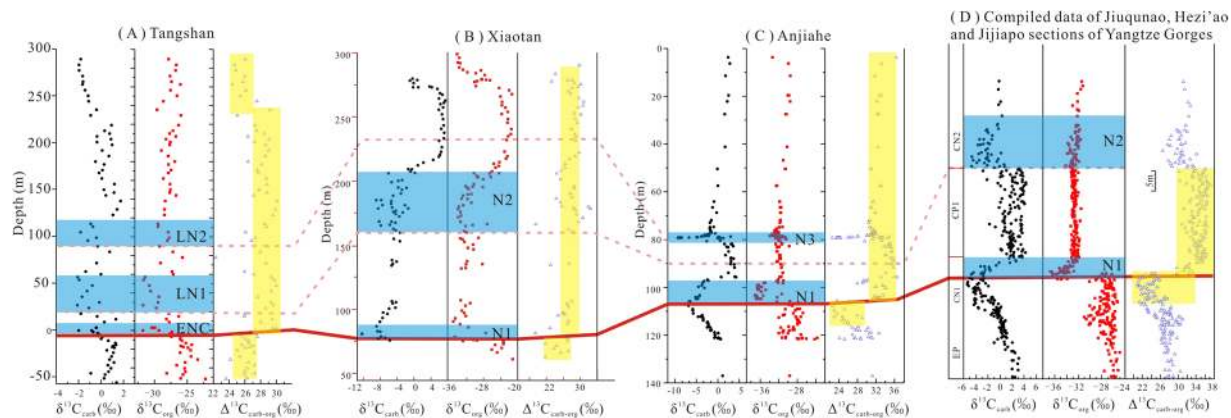 ( A ) Tangshan
( B ) Xiaotan
( C ) Anjiahe
( D ) Compiled data of Jiuqunao, Hezi'ao
and Jijiapo sections of Yangtze Gorges
Depth (m)
300
250
200
150
100
50
0
-50
LN2
LN1
ENC
-4 -2 0 2
-30 -25
22 24 26 28 30 32
δ¹³Ccarb(‰) δ¹³Corg(‰) Δ¹³Ccarb-org(‰)
Depth (m)
300
250
200
150
100
50
N2
N1
-12 -8 -4 0 4
-36 -28 -20
22 30
δ¹³Ccarb(‰) δ¹³Corg(‰) Δ¹³Ccarb-org(‰)
Depth (m)
0
20
40
60
80
100
120
140
N3
N1
-10 -5 0 5
-36 -28
20 24 28 32 36
δ¹³Ccarb(‰) δ¹³Corg(‰) Δ¹³Ccarb-org(‰)
CN2
CP1
CN1
EP
N2
N1
5m
-6 -2 2 6
-36 -32 -28 24
26 30 34 38
δ¹³Ccarb(‰) δ¹³Corg(‰) Δ¹³Ccarb-org(‰)